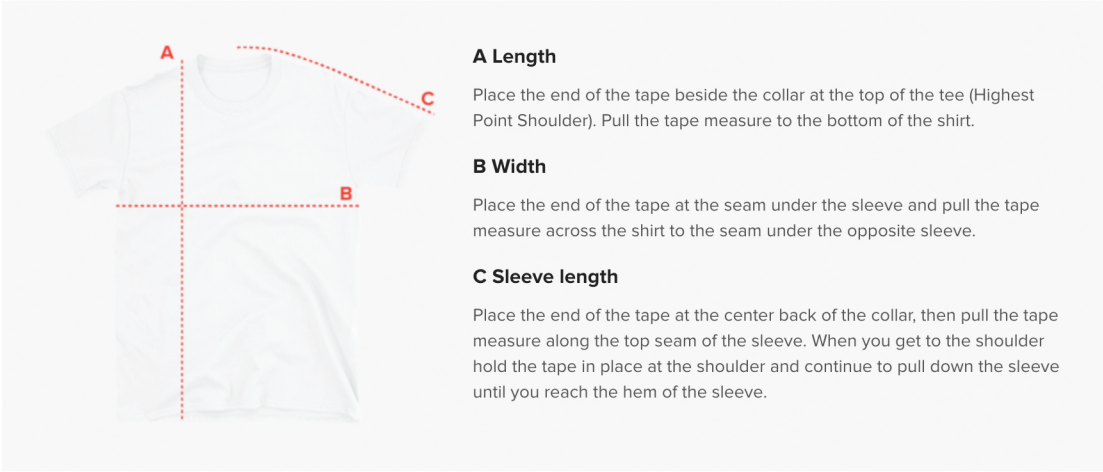 A
C
B
A Length
Place the end of the tape beside the collar at the top of the tee (Highest
Point Shoulder). Pull the tape measure to the bottom of the shirt.
B Width
Place the end of the tape at the seam under the sleeve and pull the tape
measure across the shirt to the seam under the opposite sleeve.
C Sleeve length
Place the end of the tape at the center back of the collar, then pull the tape
measure along the top seam of the sleeve. When you get to the shoulder
hold the tape in place at the shoulder and continue to pull down the sleeve
until you reach the hem of the sleeve.